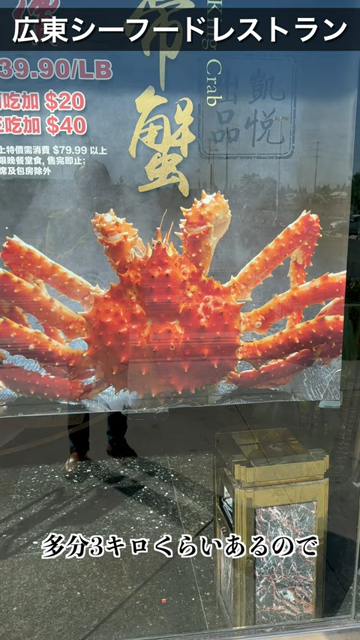 広東シーフードレストラン
帝
蟹
King Crab
凱悦
出品
39.90/LB
吃加 $20
吃加 $40
上特價需消費 $79.99 以上
限晚餐堂食, 售完即止;
席及包房除外
多分3キロくらいあるので